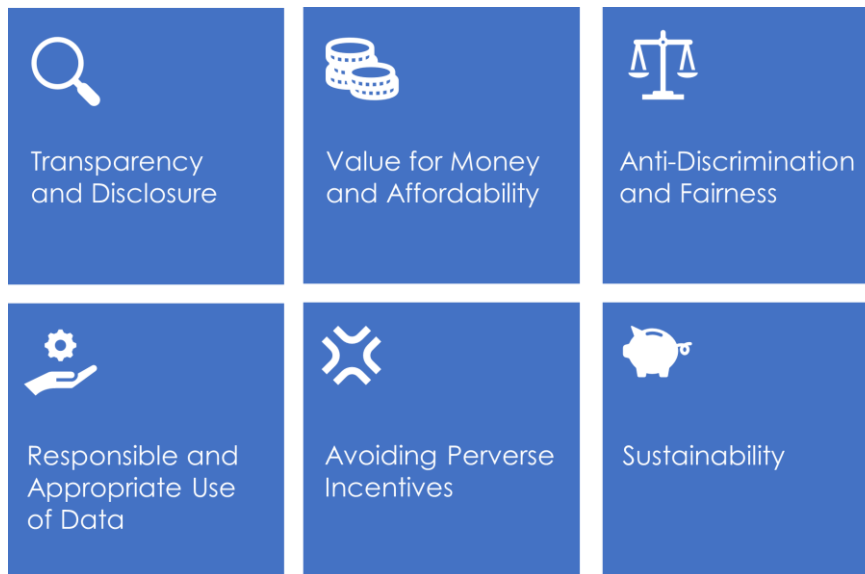 Transparency
and Disclosure
Value for Money
and Affordability
Anti-Discrimination
and Fairness
Responsible and
Appropriate Use
of Data
Avoiding Perverse
Incentives
Sustainability